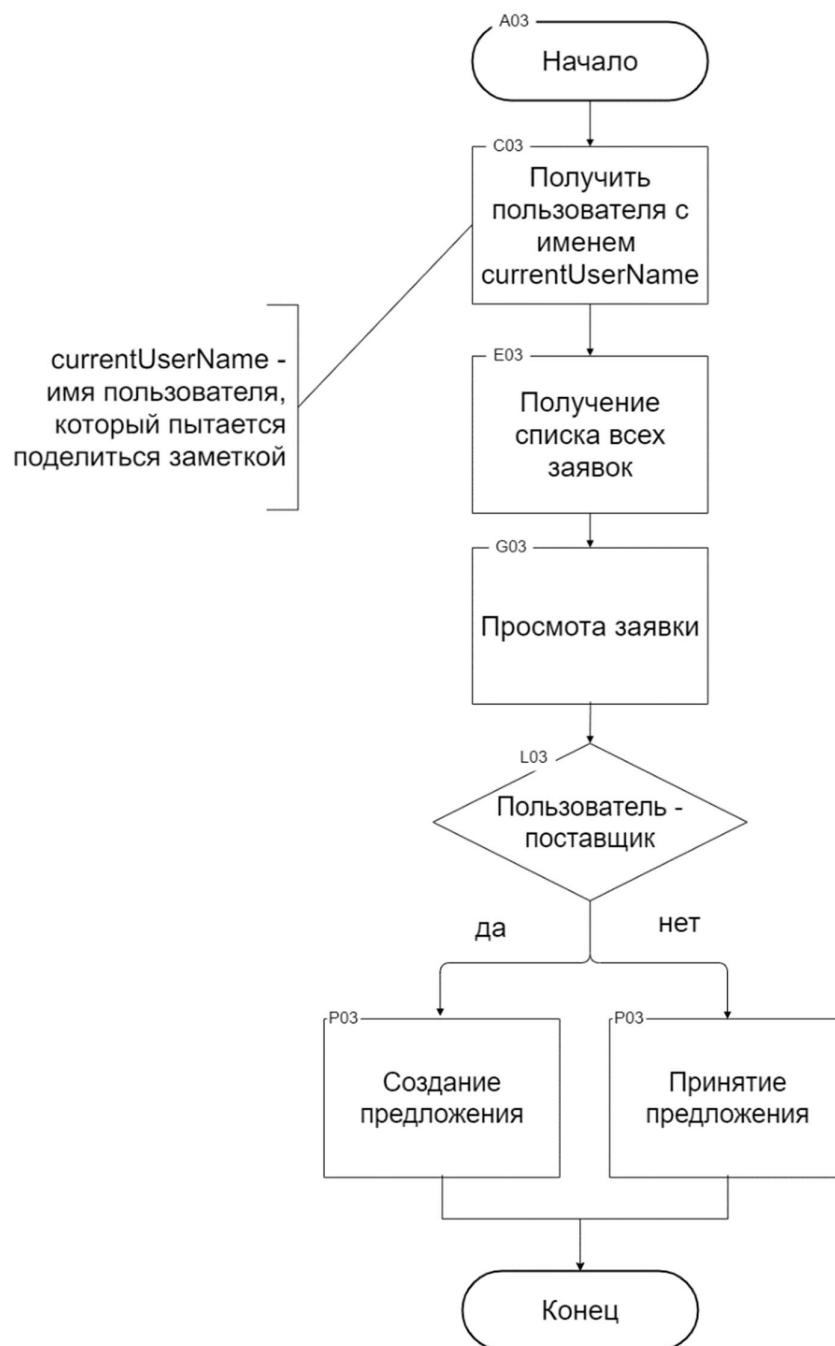 A03
Начало
C03
Получить
пользователя с
именем
currentUserName
currentUserName -
имя пользователя,
который пытается
поделиться заметкой
E03
Получение
списка всех
заявок
G03
Просмота заявки
L03
Пользователь -
поставщик
да
нет
P03
Создание
предложения
P03
Принятие
предложения
Конец